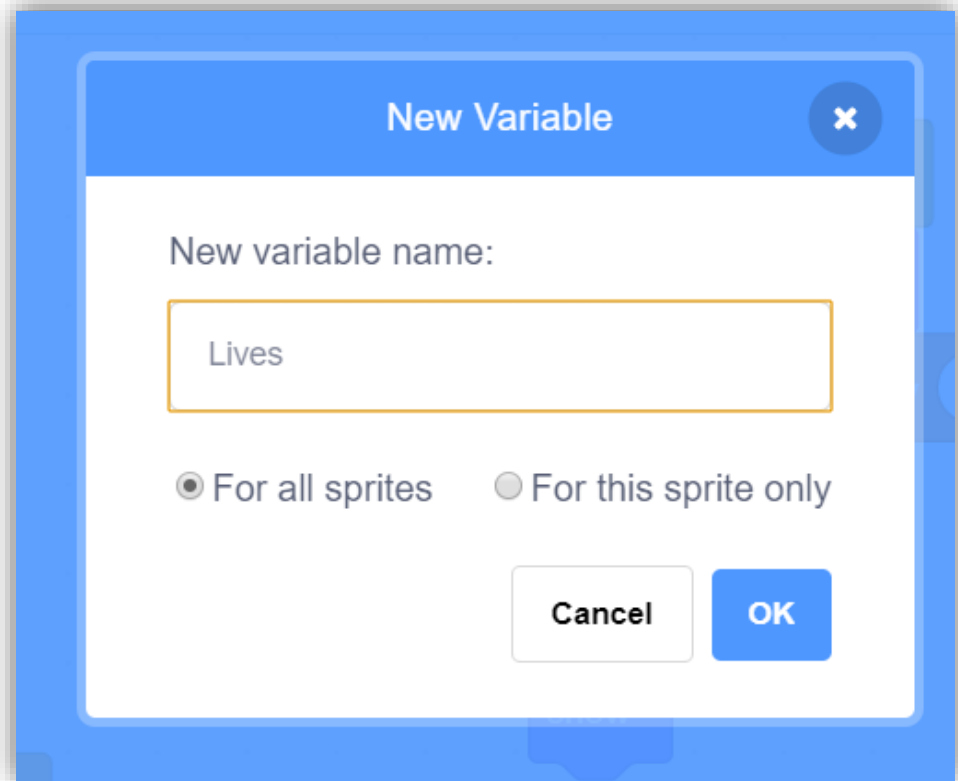 New Variable
New variable name:
Lives
For all sprites
For this sprite only
Cancel
OK